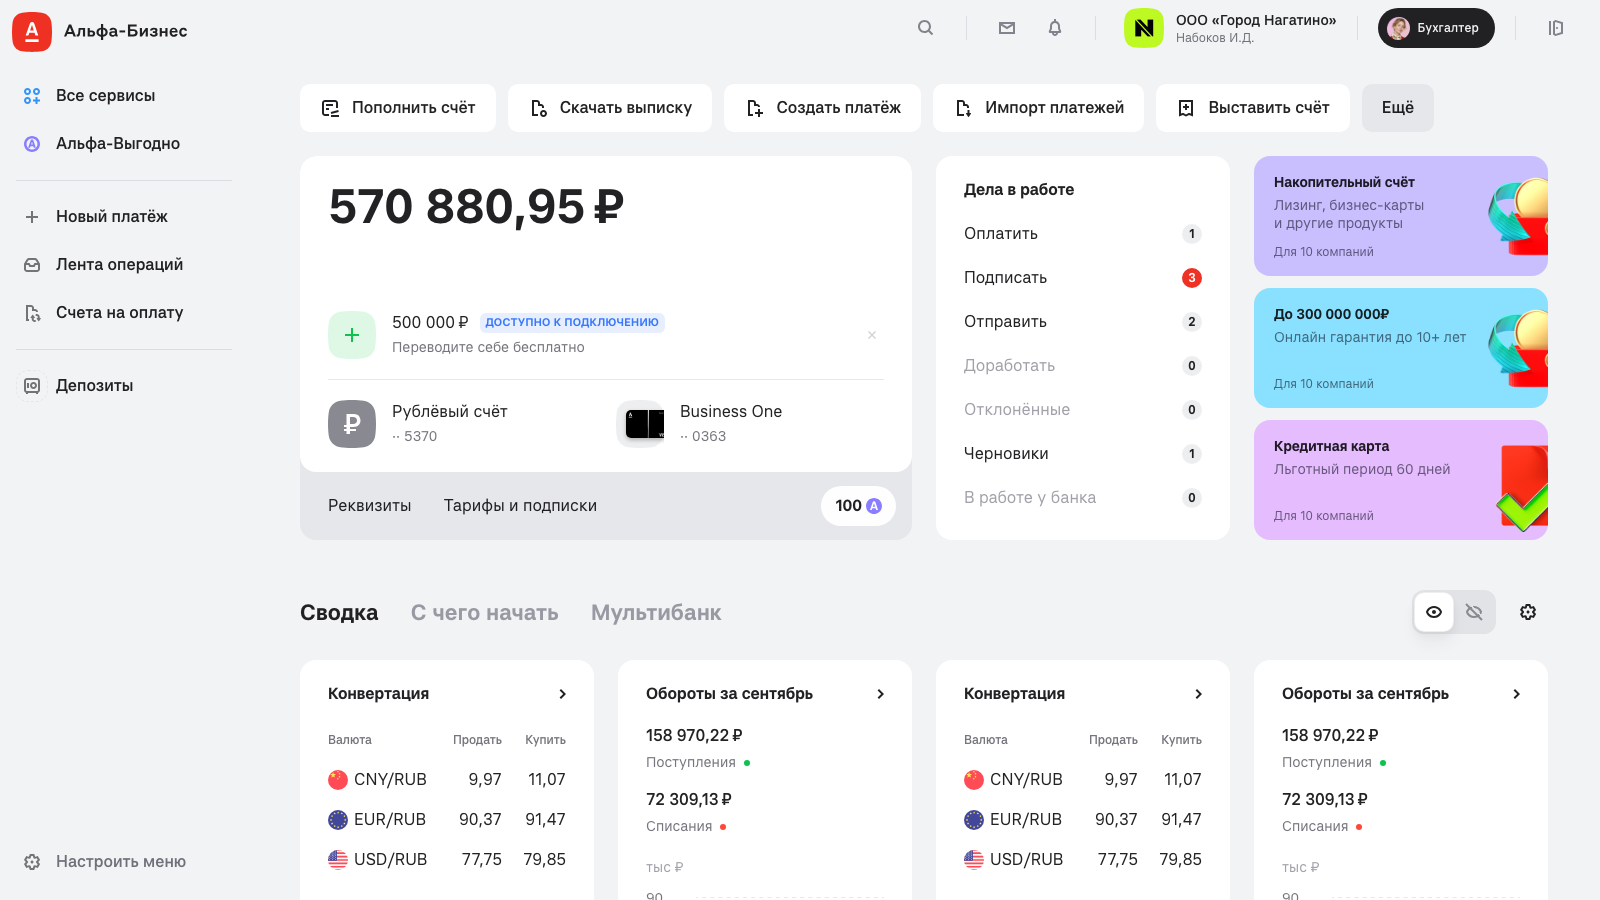 Альфа-Бизнес
ООО «Город Нагатино»
Набоков И.Д.
Бухгалтер
Все сервисы
Альфа-Выгодно
Новый платёж
Лента операций
Счета на оплату
Депозиты
Настроить меню
Пополнить счёт
Скачать выписку
Создать платёж
Импорт платежей
Выставить счёт
Ещё
570 880,95 ₽
500 000 ₽ ДОСТУПНО К ПОДКЛЮЧЕНИЮ
Переводите себе бесплатно
Рублёвый счёт
·· 5370
Business One
·· 0363
Реквизиты Тарифы и подписки 100
Дела в работе
Оплатить 1
Подписать 3
Отправить 2
Доработать 0
Отклонённые 0
Черновики 1
В работе у банка 0
Накопительный счёт
Лизинг, бизнес-карты
и другие продукты
Для 10 компаний
До 300 000 000₽
Онлайн гарантия до 10+ лет
Для 10 компаний
Кредитная карта
Льготный период 60 дней
Для 10 компаний
Сводка С чего начать Мультибанк
Конвертация
Валюта Продать Купить
CNY/RUB 9,97 11,07
EUR/RUB 90,37 91,47
USD/RUB 77,75 79,85
Обороты за сентябрь
158 970,22 ₽
Поступления
72 309,13 ₽
Списания
тыс ₽
90
Конвертация
Валюта Продать Купить
CNY/RUB 9,97 11,07
EUR/RUB 90,37 91,47
USD/RUB 77,75 79,85
Обороты за сентябрь
158 970,22 ₽
Поступления
72 309,13 ₽
Списания
тыс ₽
90